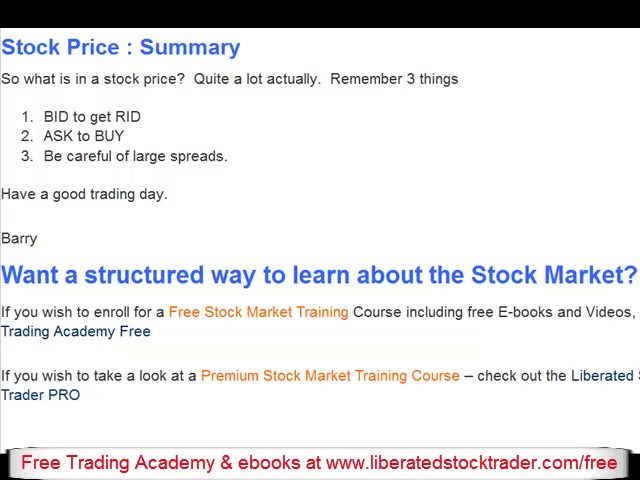 Stock Price : Summary
So what is in a stock price?  Quite a lot actually.  Remember 3 things
1. BID to get RID
2. ASK to BUY
3. Be careful of large spreads.
Have a good trading day.
Barry
Want a structured way to learn about the Stock Market?
If you wish to enroll for a Free Stock Market Training Course including free E-books and Videos,
Trading Academy Free
If you wish to take a look at a Premium Stock Market Training Course – check out the Liberated
Trader PRO
Free Trading Academy & ebooks at www.liberatedstocktrader.com/free